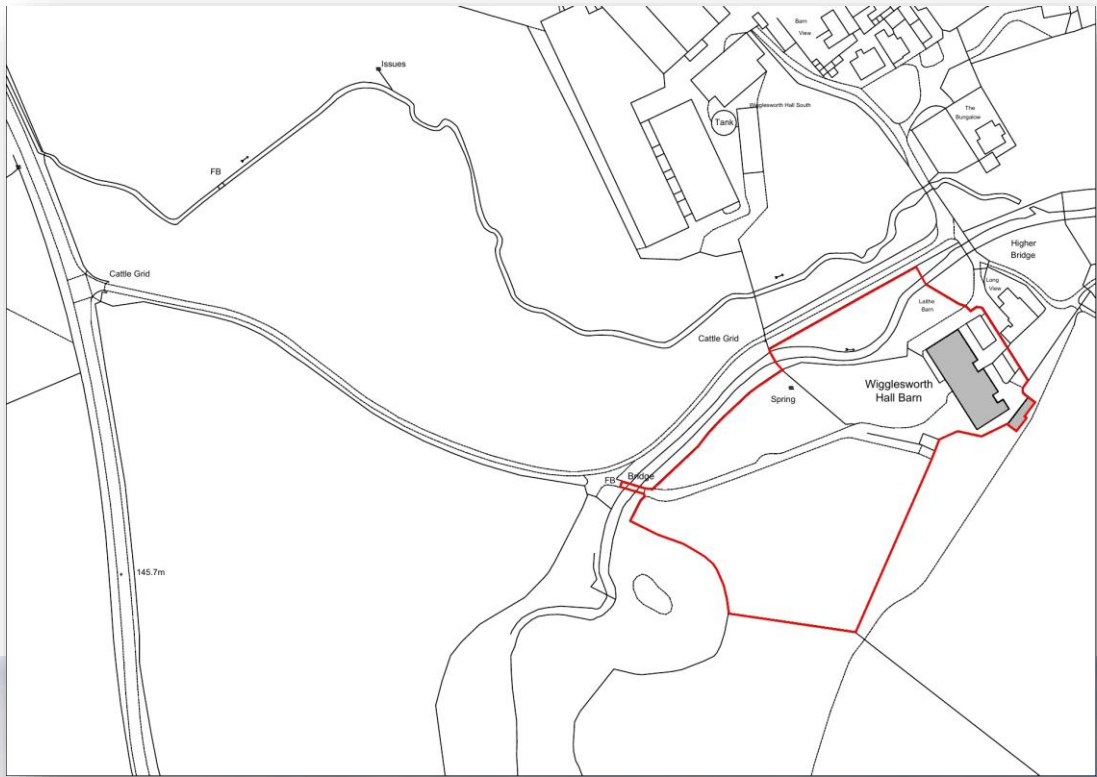 Barn
View
Issues
Wigglesworth Hall South
Tank
The
Bungalow
FB
Higher
Bridge
Cattle Grid
Long
View
Laithe
Barn
Cattle Grid
Wigglesworth
Hall Barn
Spring
Bridge
FB
145.7m